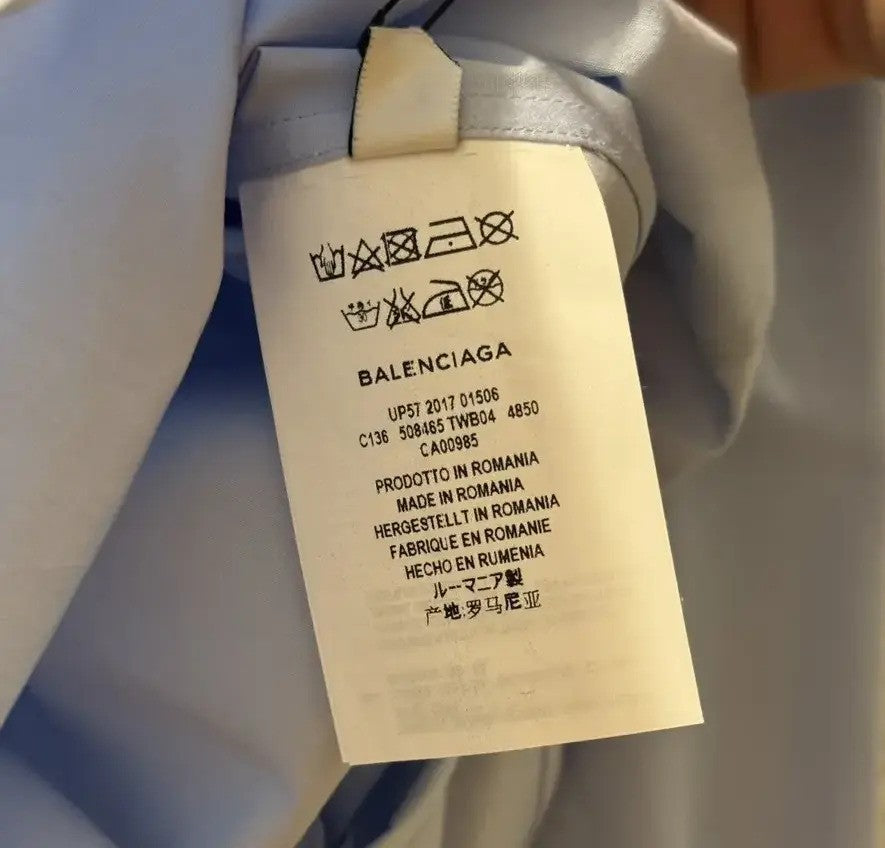 BALENCIAGA
UP57 2017 01506
C136 508465 TWB04 4850
CA00985
PRODOTTO IN ROMANIA
MADE IN ROMANIA
HERGESTELLT IN ROMANIA
FABRIQUE EN ROMANIE
HECHO EN RUMENIA
ルーマニア製
产地:罗马尼亚